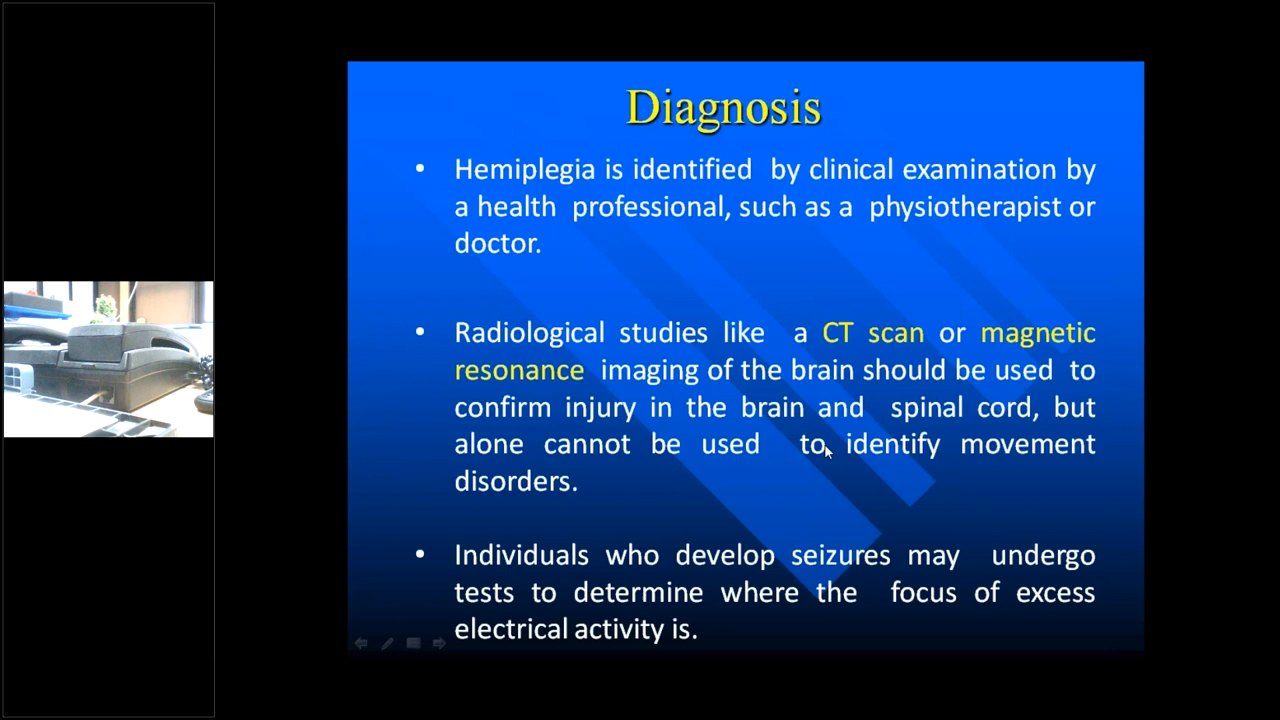 Diagnosis
• Hemiplegia is identified by clinical examination by
a health professional, such as a physiotherapist or
doctor.
• Radiological studies like a CT scan or magnetic
resonance imaging of the brain should be used to
confirm injury in the brain and spinal cord, but
alone cannot be used to identify movement
disorders.
• Individuals who develop seizures may undergo
tests to determine where the focus of excess
electrical activity is.